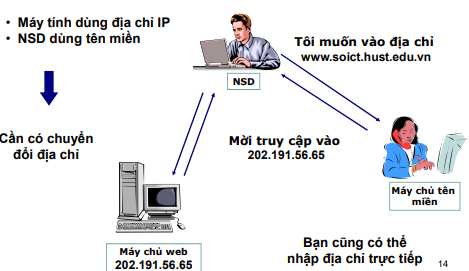 • Máy tính dùng địa chỉ IP
• NSD dùng tên miền
Cần có chuyển
đổi địa chỉ
NSD
Tôi muốn vào địa chỉ
www.soict.hust.edu.vn
Mời truy cập vào
202.191.56.65
Máy chủ tên
miền
Máy chủ web
202.191.56.65
Bạn cũng có thể
nhập địa chỉ trực tiếp
14